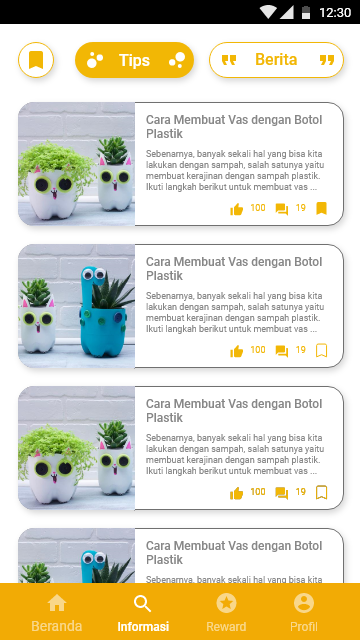 12:30
Tips
Berita
Cara Membuat Vas dengan Botol
Plastik
Sebenarnya, banyak sekali hal yang bisa kita
lakukan dengan sampah, salah satunya yaitu
membuat kerajinan dengan sampah plastik.
Ikuti langkah berikut untuk membuat vas ...
100 19
Cara Membuat Vas dengan Botol
Plastik
Sebenarnya, banyak sekali hal yang bisa kita
lakukan dengan sampah, salah satunya yaitu
membuat kerajinan dengan sampah plastik.
Ikuti langkah berikut untuk membuat vas ...
100 19
Cara Membuat Vas dengan Botol
Plastik
Sebenarnya, banyak sekali hal yang bisa kita
lakukan dengan sampah, salah satunya yaitu
membuat kerajinan dengan sampah plastik.
Ikuti langkah berikut untuk membuat vas ...
100 19
Cara Membuat Vas dengan Botol
Plastik
Sebenarnya, banyak sekali hal yang bisa kita
Beranda
Informasi
Reward
Profil